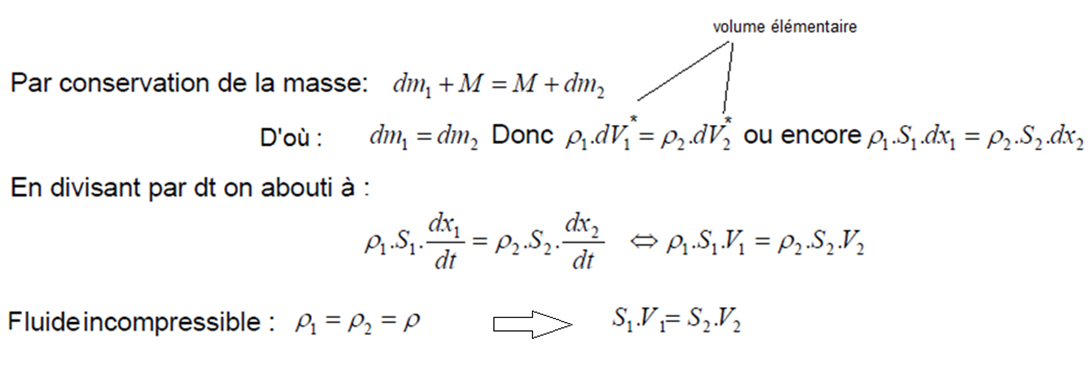 volume élémentaire
Par conservation de la masse: dm₁ + M = M + dm₂
D'où : dm₁ = dm₂ Donc ρ₁.dV₁* = ρ₂.dV₂* ou encore ρ₁.S₁.dx₁ = ρ₂.S₂.dx₂
En divisant par dt on abouti à :
ρ₁.S₁.dx₁/dt = ρ₂.S₂.dx₂/dt ⇔ ρ₁.S₁.V₁ = ρ₂.S₂.V₂
Fluide incompressible : ρ₁ = ρ₂ = ρ ⇨ S₁.V₁= S₂.V₂